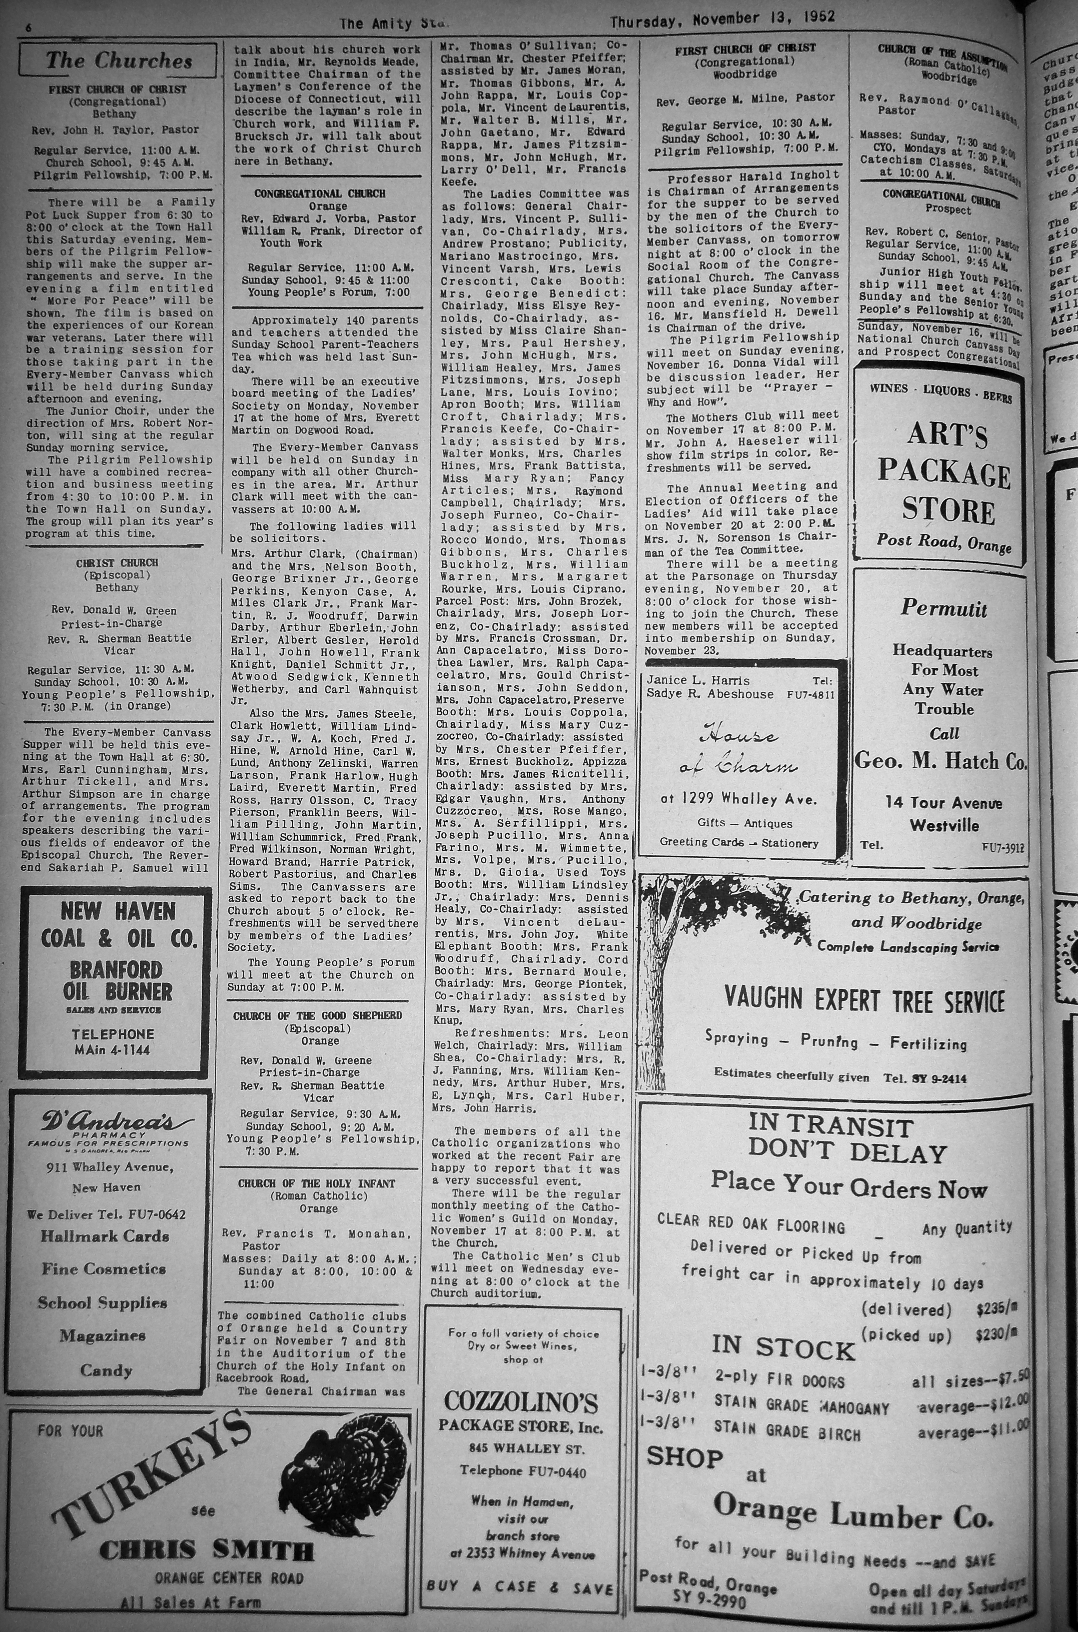 6
The Amity
Thursday, November 13, 1952
The Churches
FIRST CHURCH OF CHRIST
(Congregational)
Bethany
Rev. John H. Taylor, Pastor
Regular Service, 11:00 A.M.
Church School, 9:45 A.M.
Pilgrim Fellowship, 7:00 P.M.
There will be a Family
Pot Luck Supper from 6:30 to
8:00 o'clock at the Town Hall
this Saturday evening. Mem-
bers of the Pilgrim Fellow-
ship will make the supper ar-
rangements and serve. In the
evening a film entitled
" More For Peace" will be
shown. The film is based on
the experiences of our Korean
war veterans. Later there will
be a training session for
those taking part in the
Every-Member Canvass which
will be held during Sunday
afternoon and evening.
The Junior Choir, under the
direction of Mrs. Robert Nor-
ton, will sing at the regular
Sunday morning service.
The Pilgrim Fellowship
will have a combined recrea-
tion and business meeting
from 4:30 to 10:00 P.M. in
the Town Hall on Sunday.
The group will plan its year's
program at this time.
CHRIST CHURCH
(Episcopal)
Bethany
Rev. Donald W. Green
Priest-in-Charge
Rev. R. Sherman Beattie
Vicar
Regular Service, 11:30 A.M.
Sunday School, 10:30 A.M.
Young People's Fellowship,
7:30 P.M. (in Orange)
The Every-Member Canvass
Supper will be held this eve-
ning at the Town Hall at 6:30.
Mrs. Earl Cunningham, Mrs.
Arthur Tickell, and Mrs.
Arthur Simpson are in charge
of arrangements. The program
for the evening includes
speakers describing the vari-
ous fields of endeavor of the
Episcopal Church. The Rever-
end Sakariah P. Samuel will
NEW HAVEN
COAL & OIL CO.
BRANFORD
OIL BURNER
SALES AND SERVICE
TELEPHONE
MAin 4-1144
D'Andrea's
PHARMACY
FAMOUS FOR PRESCRIPTIONS
911 Whalley Avenue,
New Haven
We Deliver Tel. FU7-0642
Hallmark Cards
Fine Cosmetics
School Supplies
Magazines
Candy
talk about his church work
in India, Mr. Reynolds Meade,
Committee Chairman of the
Laymen's Conference of the
Diocese of Connecticut, will
describe the layman's role in
Church work, and William F.
Brucksch Jr. will talk about
the work of Christ Church
here in Bethany.
CONGREGATIONAL CHURCH
Orange
Rev. Edward J. Vorba, Pastor
William R. Frank, Director of
Youth Work
Regular Service, 11:00 A.M.
Sunday School, 9:45 & 11:00
Young People's Forum, 7:00
Approximately 140 parents
and teachers attended the
Sunday School Parent-Teachers
Tea which was held last Sun-
day.
There will be an executive
board meeting of the Ladies'
Society on Monday, November
17 at the home of Mrs. Everett
Martin on Dogwood Road.
The Every-Member Canvass
will be held on Sunday in
company with all other Church-
es in the area. Mr. Arthur
Clark will meet with the can-
vassers at 10:00 A.M.
The following ladies will
be solicitors.
Mrs. Arthur Clark, (Chairman)
and the Mrs. Nelson Booth,
George Brixner Jr., George
Perkins, Kenyon Case, A.
Miles Clark Jr., Frank Mar-
tin, R. J. Woodruff, Darwin
Darby, Arthur Eberlein, John
Erler, Albert Gesler, Herold
Hall, John Howell, Frank
Knight, Daniel Schmitt Jr.,
Atwood Sedgwick, Kenneth
Wetherby, and Carl Wahnquist
Jr.
Also the Mrs. James Steele,
Clark Howlett, William Lind-
say Jr., W. A. Koch, Fred J.
Hine, W. Arnold Hine, Carl W.
Lund, Anthony Zelinski, Warren
Larson, Frank Harlow, Hugh
Laird, Everett Martin, Fred
Ross, Harry Olsson, C. Tracy
Pierson, Franklin Beers, Wil-
liam Pilling, John Martin,
William Schumrick, Fred Frank,
Fred Wilkinson, Norman Wright,
Howard Brand, Harrie Patrick,
Robert Pastorius, and Charles
Sims. The Canvassers are
asked to report back to the
Church about 5 o'clock. Re-
freshments will be served there
by members of the Ladies'
Society.
The Young People's Forum
will meet at the Church on
Sunday at 7:00 P.M.
CHURCH OF THE GOOD SHEPHERD
(Episcopal)
Orange
Rev. Donald W. Greene
Priest-in-Charge
Rev. R. Sherman Beattie
Vicar
Regular Service, 9:30 A.M.
Sunday School, 9:20 A.M.
Young People's Fellowship,
7:30 P.M.
CHURCH OF THE HOLY INFANT
(Roman Catholic)
Orange
Rev. Francis T. Monahan,
Pastor
Masses: Daily at 8:00 A.M.;
Sunday at 8:00, 10:00 &
11:00
The combined Catholic clubs
of Orange held a Country
Fair on November 7 and 8th
in the Auditorium of the
Church of the Holy Infant on
Racebrook Road.
The General Chairman was
FOR YOUR
TURKEYS
see
CHRIS SMITH
ORANGE CENTER ROAD
All Sales At Farm
Mr. Thomas O'Sullivan; Co-
Chairman Mr. Chester Pfeiffer;
assisted by Mr. James Moran,
Mr. Thomas Gibbons, Mr. A.
John Rappa, Mr. Louis Cop-
pola, Mr. Vincent deLaurentis,
Mr. Walter B. Mills, Mr.
John Gaetano, Mr. Edward
Rappa, Mr. James Fitzsim-
mons, Mr. John McHugh, Mr.
Larry O'Dell, Mr. Francis
Keefe.
The Ladies Committee was
as follows: General Chair-
lady, Mrs. Vincent P. Sulli-
van, Co-Chairlady, Mrs.
Andrew Prostano; Publicity,
Mariano Mastrocingo, Mrs.
Vincent Varsh, Mrs. Lewis
Cresconti, Cake Booth:
Mrs. George Benedict:
Chairlady, Miss Elsye Rey-
nolds, Co-Chairlady, as-
sisted by Miss Claire Shan-
ley, Mrs. Paul Hershey,
Mrs. John McHugh, Mrs.
William Healey, Mrs. James
Fitzsimmons, Mrs. Joseph
Lane, Mrs. Louis Iovino;
Apron Booth; Mrs. William
Croft, Chairlady; Mrs.
Francis Keefe, Co-Chair-
lady; assisted by Mrs.
Walter Monks, Mrs. Charles
Hines, Mrs. Frank Battista,
Miss Mary Ryan; Fancy
Articles; Mrs. Raymond
Campbell, Chairlady; Mrs.
Joseph Furneo, Co-Chair-
lady; assisted by Mrs.
Rocco Mondo, Mrs. Thomas
Gibbons, Mrs. Charles
Buckholz, Mrs. William
Warren, Mrs. Margaret
Rourke, Mrs. Louis Ciprano.
Parcel Post: Mrs. John Brozek,
Chairlady, Mrs. Joseph Lor-
enz, Co-Chairlady: assisted
by Mrs. Francis Crossman, Dr.
Ann Capacelatro, Miss Doro-
thea Lawler, Mrs. Ralph Capa-
celatro, Mrs. Gould Christ-
ianson, Mrs. John Seddon,
Mrs. John Capacelatro. Preserve
Booth: Mrs. Louis Coppola,
Chairlady, Miss Mary Cuz-
zocreo, Co-Chairlady: assisted
by Mrs. Chester Pfeiffer,
Mrs. Ernest Buckholz, Appizza
Booth: Mrs. James Ricnitelli,
Chairlady: assisted by Mrs.
Edgar Vaughn, Mrs. Anthony
Cuzzocreo, Mrs. Rose Mango,
Mrs. A. Serfillippi, Mrs.
Joseph Pucillo, Mrs. Anna
Farino, Mrs. M. Wimmette,
Mrs. Volpe, Mrs. Pucillo,
Mrs. D. Gioia. Used Toys
Booth: Mrs. William Lindsley
Jr., Chairlady: Mrs. Dennis
Healy, Co-Chairlady: assisted
by Mrs. Vincent deLau-
rentis, Mrs. John Joy. White
Elephant Booth: Mrs. Frank
Woodruff, Chairlady. Cord
Booth: Mrs. Bernard Moule,
Chairlady: Mrs. George Piontek,
Co-Chairlady: assisted by
Mrs. Mary Ryan, Mrs. Charles
Knup.
Refreshments: Mrs. Leon
Welch, Chairlady: Mrs. William
Shea, Co-Chairlady: Mrs. R.
J. Fanning, Mrs. William Ken-
nedy, Mrs. Arthur Huber, Mrs.
E. Lynch, Mrs. Carl Huber,
Mrs. John Harris.
The members of all the
Catholic organizations who
worked at the recent Fair are
happy to report that it was
a very successful event.
There will be the regular
monthly meeting of the Catho-
lic Women's Guild on Monday,
November 17 at 8:00 P.M. at
the Church.
The Catholic Men's Club
will meet on Wednesday eve-
ning at 8:00 o'clock at the
Church auditorium.
For a full variety of choice
Dry or Sweet Wines,
shop at
COZZOLINO'S
PACKAGE STORE, Inc.
845 WHALLEY ST.
Telephone FU7-0440
When in Hamden,
visit our
branch store
at 2353 Whitney Avenue
BUY A CASE & SAVE
FIRST CHURCH OF CHRIST
(Congregational)
Woodbridge
Rev. George M. Milne, Pastor
Regular Service, 10:30 A.M.
Sunday School, 10:30 A.M.
Pilgrim Fellowship, 7:00 P.M.
Professor Harald Ingholt
is Chairman of Arrangements
for the supper to be served
by the men of the Church to
the solicitors of the Every-
Member Canvass, on tomorrow
night at 8:00 o'clock in the
Social Room of the Congre-
gational Church. The Canvass
will take place Sunday after-
noon and evening, November
16. Mr. Mansfield H. Dewell
is Chairman of the drive.
The Pilgrim Fellowship
will meet on Sunday evening,
November 16. Donna Vidal will
be discussion leader. Her
subject will be "Prayer -
Why and How".
The Mothers Club will meet
on November 17 at 8:00 P.M.
Mr. John A. Haeseler will
show film strips in color. Re-
freshments will be served.
The Annual Meeting and
Election of Officers of the
Ladies' Aid will take place
on November 20 at 2:00 P.M.
Mrs. J. N. Sorenson is Chair-
man of the Tea Committee.
There will be a meeting
at the Parsonage on Thursday
evening, November 20, at
8:00 o'clock for those wish-
ing to join the Church. These
new members will be accepted
into membership on Sunday,
November 23.
Janice L. Harris Tel:
Sadye R. Abeshouse FU7-4811
House
of Charm
at 1299 Whalley Ave.
Gifts — Antiques
Greeting Cards — Stationery
CHURCH OF THE ASSUMPTION
(Roman Catholic)
Woodbridge
Rev. Raymond O'Callaghan,
Pastor
Masses: Sunday, 7:30 and 9:00
CYO, Mondays at 7:30 P.M.
Catechism Classes, Saturdays
at 10:00 A.M.
CONGREGATIONAL CHURCH
Prospect
Rev. Robert C. Senior, Pastor
Regular Service, 11:00 A.M.
Sunday School, 9:45 A.M.
Junior High Youth Fellow-
ship will meet at 4:30 on
Sunday and the Senior Young
People's Fellowship at 6:30.
Sunday, November 16, will be
National Church Canvass Day
and Prospect Congregational
WINES - LIQUORS - BEERS
ART'S
PACKAGE
STORE
Post Road, Orange
Permutit
Headquarters
For Most
Any Water
Trouble
Call
Geo. M. Hatch Co.
14 Tour Avenue
Westville
Tel. FU7-3912
Catering to Bethany, Orange,
and Woodbridge
Complete Landscaping Service
VAUGHN EXPERT TREE SERVICE
Spraying — Pruning — Fertilizing
Estimates cheerfully given Tel. SY 9-2414
IN TRANSIT
DON'T DELAY
Place Your Orders Now
CLEAR RED OAK FLOORING — Any Quantity
Delivered or Picked Up from
freight car in approximately 10 days
(delivered) $235/m
(picked up) $230/m
IN STOCK
1-3/8'' 2-ply FIR DOORS all sizes--$7.50
1-3/8'' STAIN GRADE MAHOGANY average--$12.00
1-3/8'' STAIN GRADE BIRCH average--$11.00
SHOP
at
Orange Lumber Co.
for all your Building Needs --and SAVE
Post Road, Orange
SY 9-2990
Open all day Saturdays
and till 1 P.M. Sundays